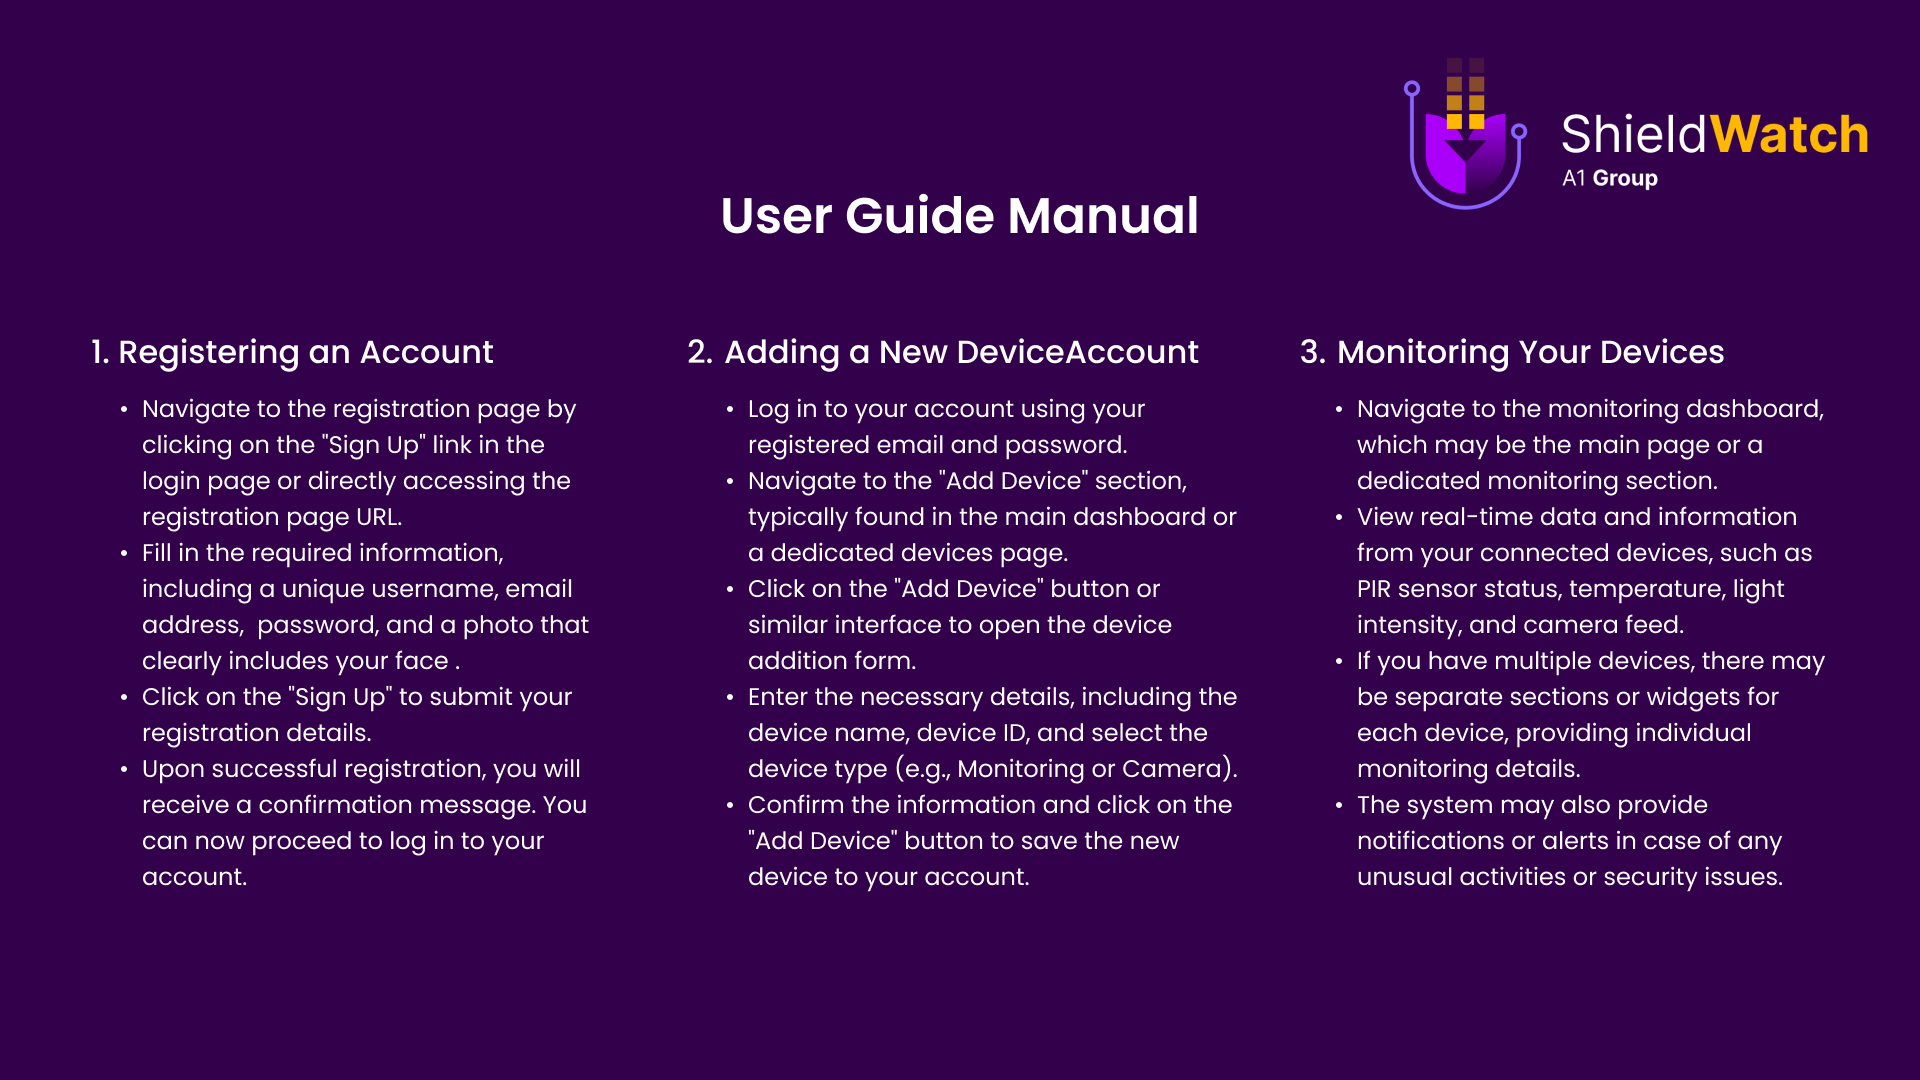 ShieldWatch
A1 Group
User Guide Manual
1. Registering an Account
• Navigate to the registration page by
clicking on the "Sign Up" link in the
login page or directly accessing the
registration page URL.
• Fill in the required information,
including a unique username, email
address,  password, and a photo that
clearly includes your face .
• Click on the "Sign Up" to submit your
registration details.
• Upon successful registration, you will
receive a confirmation message. You
can now proceed to log in to your
account.
2. Adding a New DeviceAccount
• Log in to your account using your
registered email and password.
• Navigate to the "Add Device" section,
typically found in the main dashboard or
a dedicated devices page.
• Click on the "Add Device" button or
similar interface to open the device
addition form.
• Enter the necessary details, including the
device name, device ID, and select the
device type (e.g., Monitoring or Camera).
• Confirm the information and click on the
"Add Device" button to save the new
device to your account.
3. Monitoring Your Devices
• Navigate to the monitoring dashboard,
which may be the main page or a
dedicated monitoring section.
• View real-time data and information
from your connected devices, such as
PIR sensor status, temperature, light
intensity, and camera feed.
• If you have multiple devices, there may
be separate sections or widgets for
each device, providing individual
monitoring details.
• The system may also provide
notifications or alerts in case of any
unusual activities or security issues.